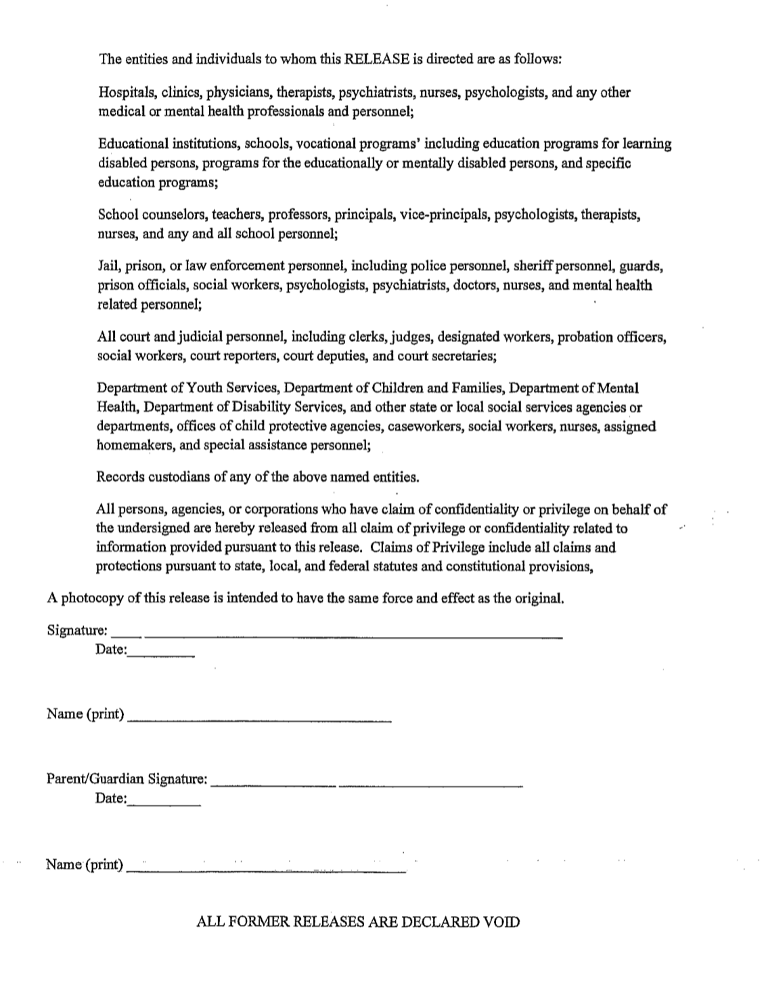 The entities and individuals to whom this RELEASE is directed are as follows:
Hospitals, clinics, physicians, therapists, psychiatrists, nurses, psychologists, and any other
medical or mental health professionals and personnel;
Educational institutions, schools, vocational programs' including education programs for learning
disabled persons, programs for the educationally or mentally disabled persons, and specific
education programs;
School counselors, teachers, professors, principals, vice-principals, psychologists, therapists,
nurses, and any and all school personnel;
Jail, prison, or law enforcement personnel, including police personnel, sheriff personnel, guards,
prison officials, social workers, psychologists, psychiatrists, doctors, nurses, and mental health
related personnel;
All court and judicial personnel, including clerks, judges, designated workers, probation officers,
social workers, court reporters, court deputies, and court secretaries;
Department of Youth Services, Department of Children and Families, Department of Mental
Health, Department of Disability Services, and other state or local social services agencies or
departments, offices of child protective agencies, caseworkers, social workers, nurses, assigned
homemakers, and special assistance personnel;
Records custodians of any of the above named entities.
All persons, agencies, or corporations who have claim of confidentiality or privilege on behalf of
the undersigned are hereby released from all claim of privilege or confidentiality related to
information provided pursuant to this release. Claims of Privilege include all claims and
protections pursuant to state, local, and federal statutes and constitutional provisions,
A photocopy of this release is intended to have the same force and effect as the original.
Signature: ____ ____________________
Date:__________
Name (print) ____________________
Parent/Guardian Signature: __________ ____________________
Date:__________
Name (print) ____________________
ALL FORMER RELEASES ARE DECLARED VOID